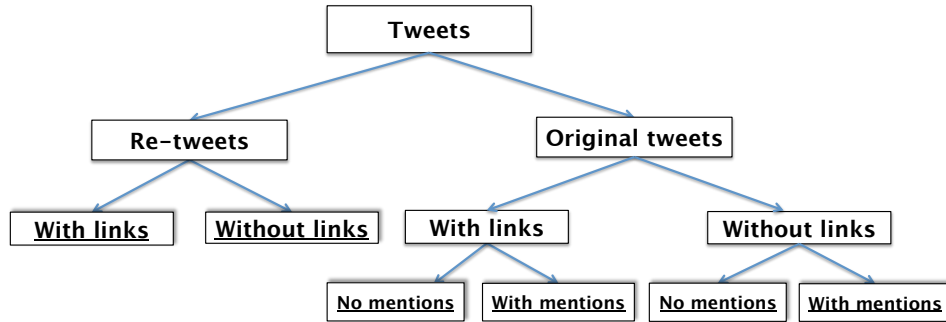 Tweets
Re-tweets
Original tweets
With links
Without links
With links
Without links
No mentions
With mentions
No mentions
With mentions